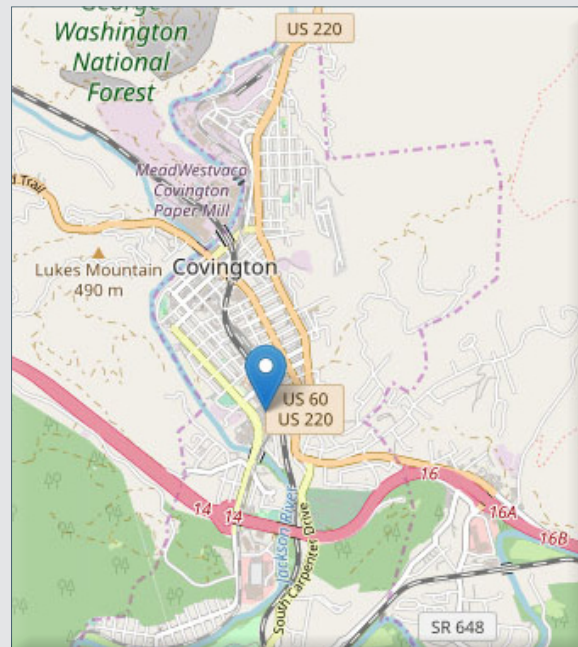 George
Washington
National
Forest
US 220
MeadWestvaco
Covington
Paper Mill
d Trail
Lukes Mountain
490 m
Covington
US 60
US 220
14
14
16
16A
16B
Jackson River
South Carpenter Drive
SR 648